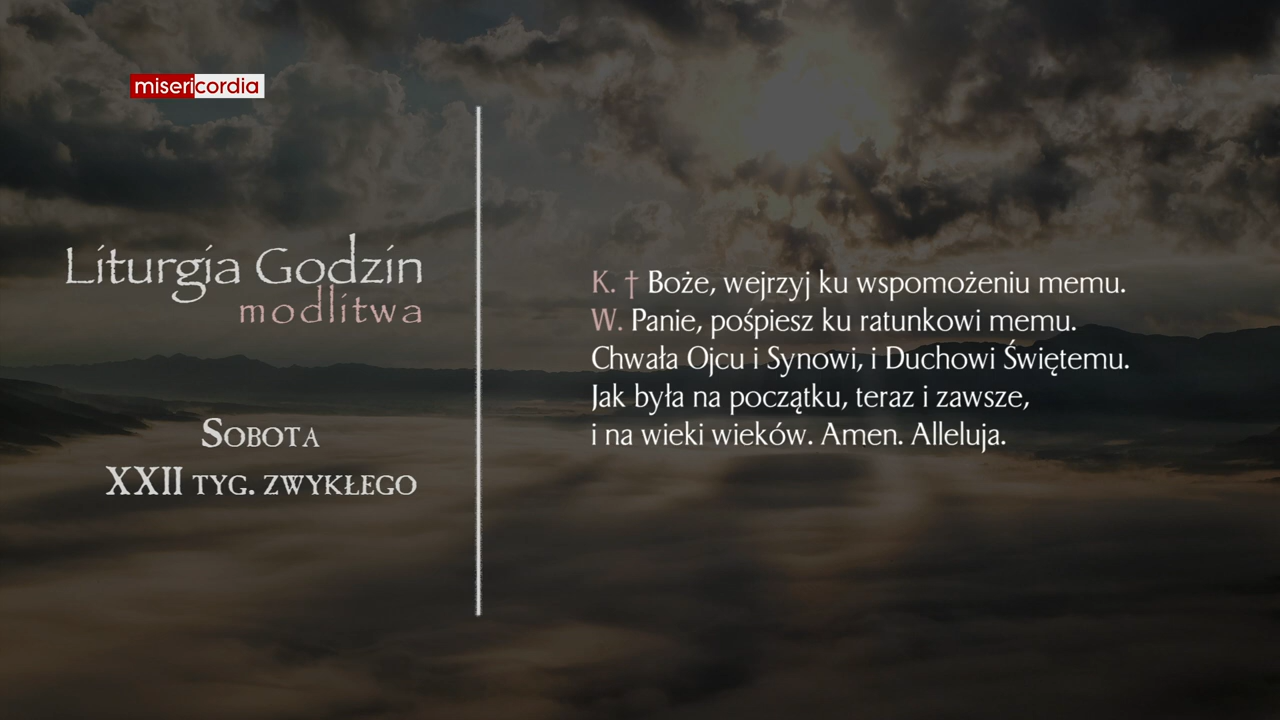 misericordia
Liturgia Godzin
modlitwa
Sobota
XXII tyg. zwykłego
K. † Boże, wejrzyj ku wspomożeniu memu.
W. Panie, pośpiesz ku ratunkowi memu.
Chwała Ojcu i Synowi, i Duchowi Świętemu.
Jak była na początku, teraz i zawsze,
i na wieki wieków. Amen. Alleluja.